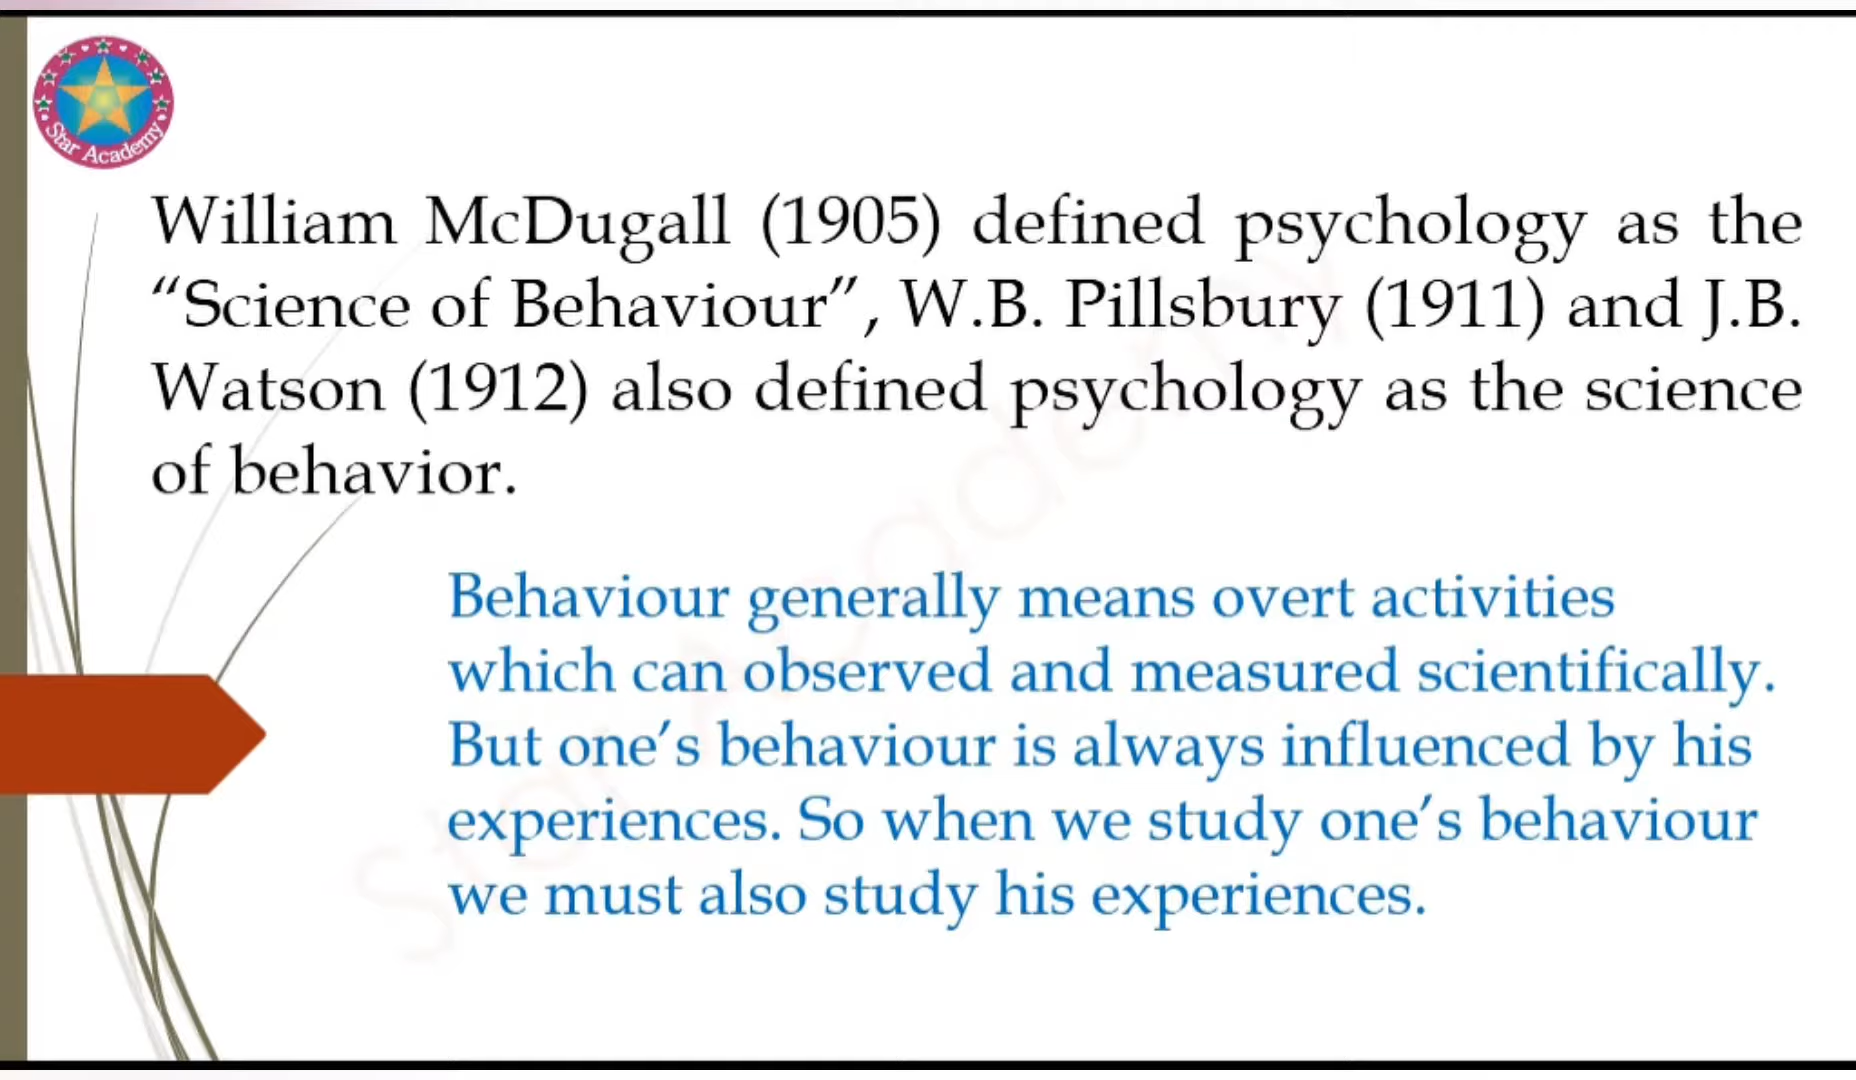 Star Academy
William McDugall (1905) defined psychology as the
“Science of Behaviour”, W.B. Pillsbury (1911) and J.B.
Watson (1912) also defined psychology as the science
of behavior.
Behaviour generally means overt activities
which can observed and measured scientifically.
But one’s behaviour is always influenced by his
experiences. So when we study one’s behaviour
we must also study his experiences.
Star Academy